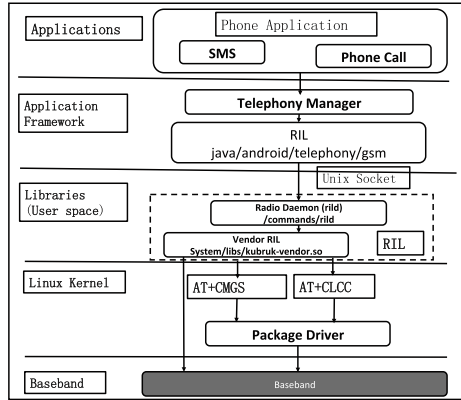 Applications
Phone Application
SMS
Phone Call
Application
Framework
Telephony Manager
RIL
java/android/telephony/gsm
Unix Socket
Libraries
(User space)
Radio Daemon (rild)
/commands/rild
Vendor RIL
System/libs/kubruk-vendor.so
RIL
Linux Kernel
AT+CMGS
AT+CLCC
Package Driver
Baseband
Baseband